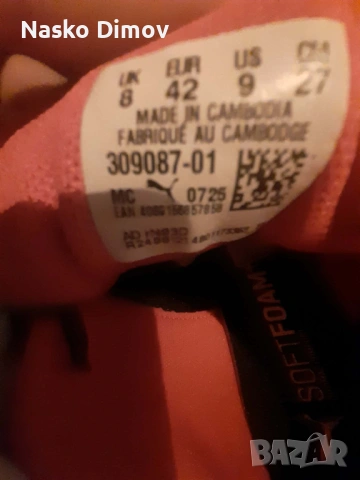 Nasko Dimov
UK EUR US CM
8 42 9 27
MADE IN CAMBODIA
FABRIQUÉ AU CAMBODGE
309087-01
MC 0725
EAN
SOFTFOAM
BAZAR